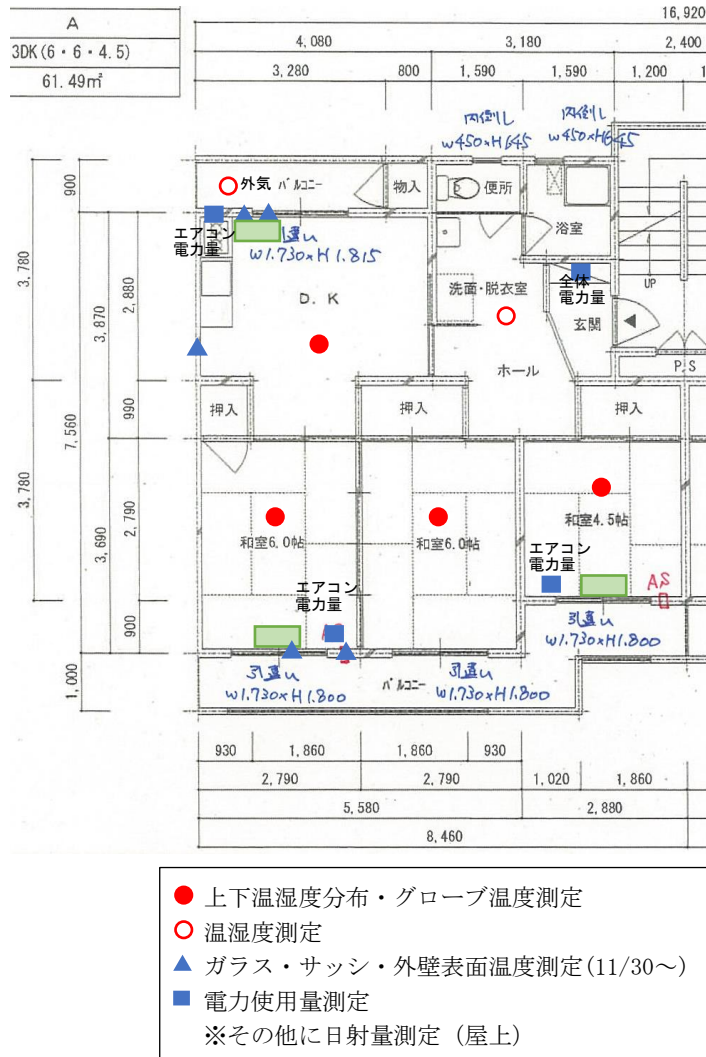 A
3DK(6・6・4.5)
61.49㎡
16,920
4,080
3,180
2,400
3,280
800
1,590
1,590
1,200
内倒し
w450×H645
内倒し
w450×H645
900
3,780
3,870
2,880
7,560
990
3,780
3,690
2,790
900
1,000
外気
バルコニー
物入
便所
浴室
エアコン
電力量
引違い
w1.730×H1.815
D.K
洗面・脱衣室
全体
電力量
玄関
UP
ホール
P.S
押入
押入
押入
和室6.0帖
和室6.0帖
和室4.5帖
エアコン
電力量
エアコン
電力量
AS
引違い
w1.730×H1.800
引違い
w1.730×H1.800
バルコニー
引違い
w1.730×H1.800
930
1,860
1,860
930
2,790
2,790
1,020
1,860
5,580
2,880
8,460
上下温湿度分布・グローブ温度測定
温湿度測定
ガラス・サッシ・外壁表面温度測定(11/30～)
電力使用量測定
※その他に日射量測定（屋上）